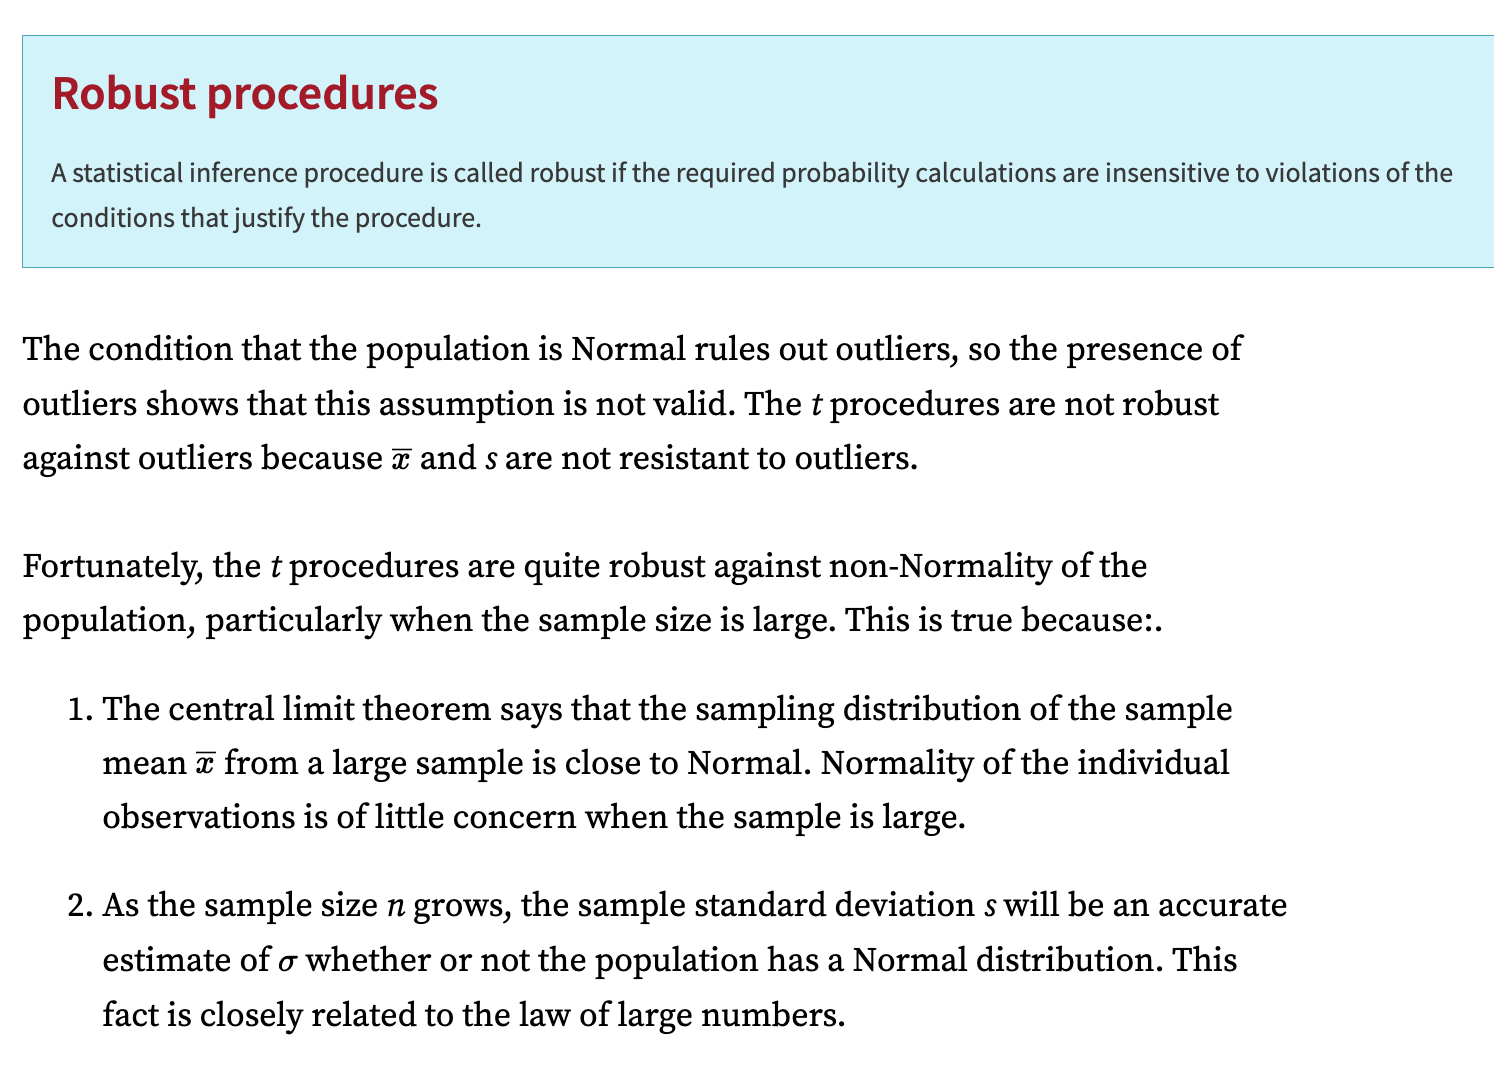 Robust procedures
A statistical inference procedure is called robust if the required probability calculations are insensitive to violations of the
conditions that justify the procedure.
The condition that the population is Normal rules out outliers, so the presence of
outliers shows that this assumption is not valid. The t procedures are not robust
against outliers because x̅ and s are not resistant to outliers.
Fortunately, the t procedures are quite robust against non-Normality of the
population, particularly when the sample size is large. This is true because:.
1. The central limit theorem says that the sampling distribution of the sample
mean x̅ from a large sample is close to Normal. Normality of the individual
observations is of little concern when the sample is large.
2. As the sample size n grows, the sample standard deviation s will be an accurate
estimate of σ whether or not the population has a Normal distribution. This
fact is closely related to the law of large numbers.